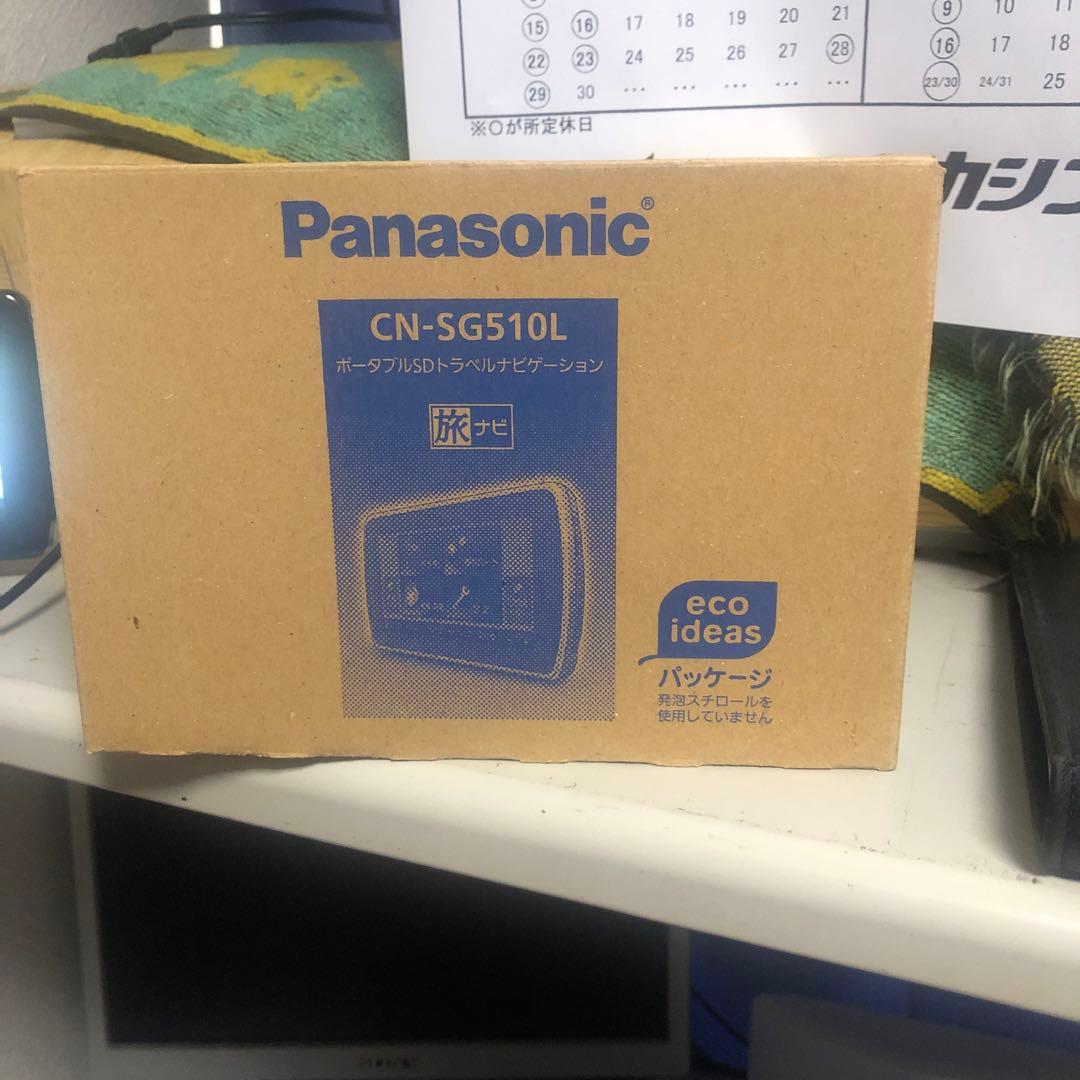 15 16 17 18 19 20 21
22 23 24 25 26 27 28
29 30 … … … … …
※○が所定休日
9 10 11
16 17 18
23/30 24/31 25
カシン
Panasonic®
CN-SG510L
ポータブルSDトラベルナビゲーション
旅ナビ
eco
ideas
パッケージ
発泡スチロールを
使用していません